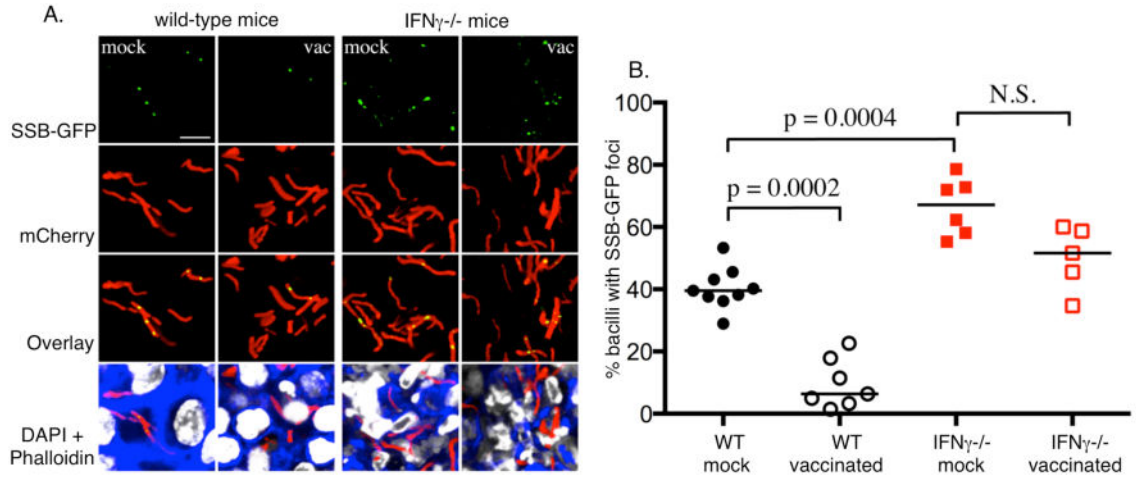 A.
wild-type mice
IFNγ-/- mice
mock
vac
mock
vac
SSB-GFP
mCherry
Overlay
DAPI +
Phalloidin
B.
% bacilli with SSB-GFP foci
100
80
60
40
20
0
N.S.
p = 0.0004
p = 0.0002
WT
mock
WT
vaccinated
IFNγ-/-
mock
IFNγ-/-
vaccinated